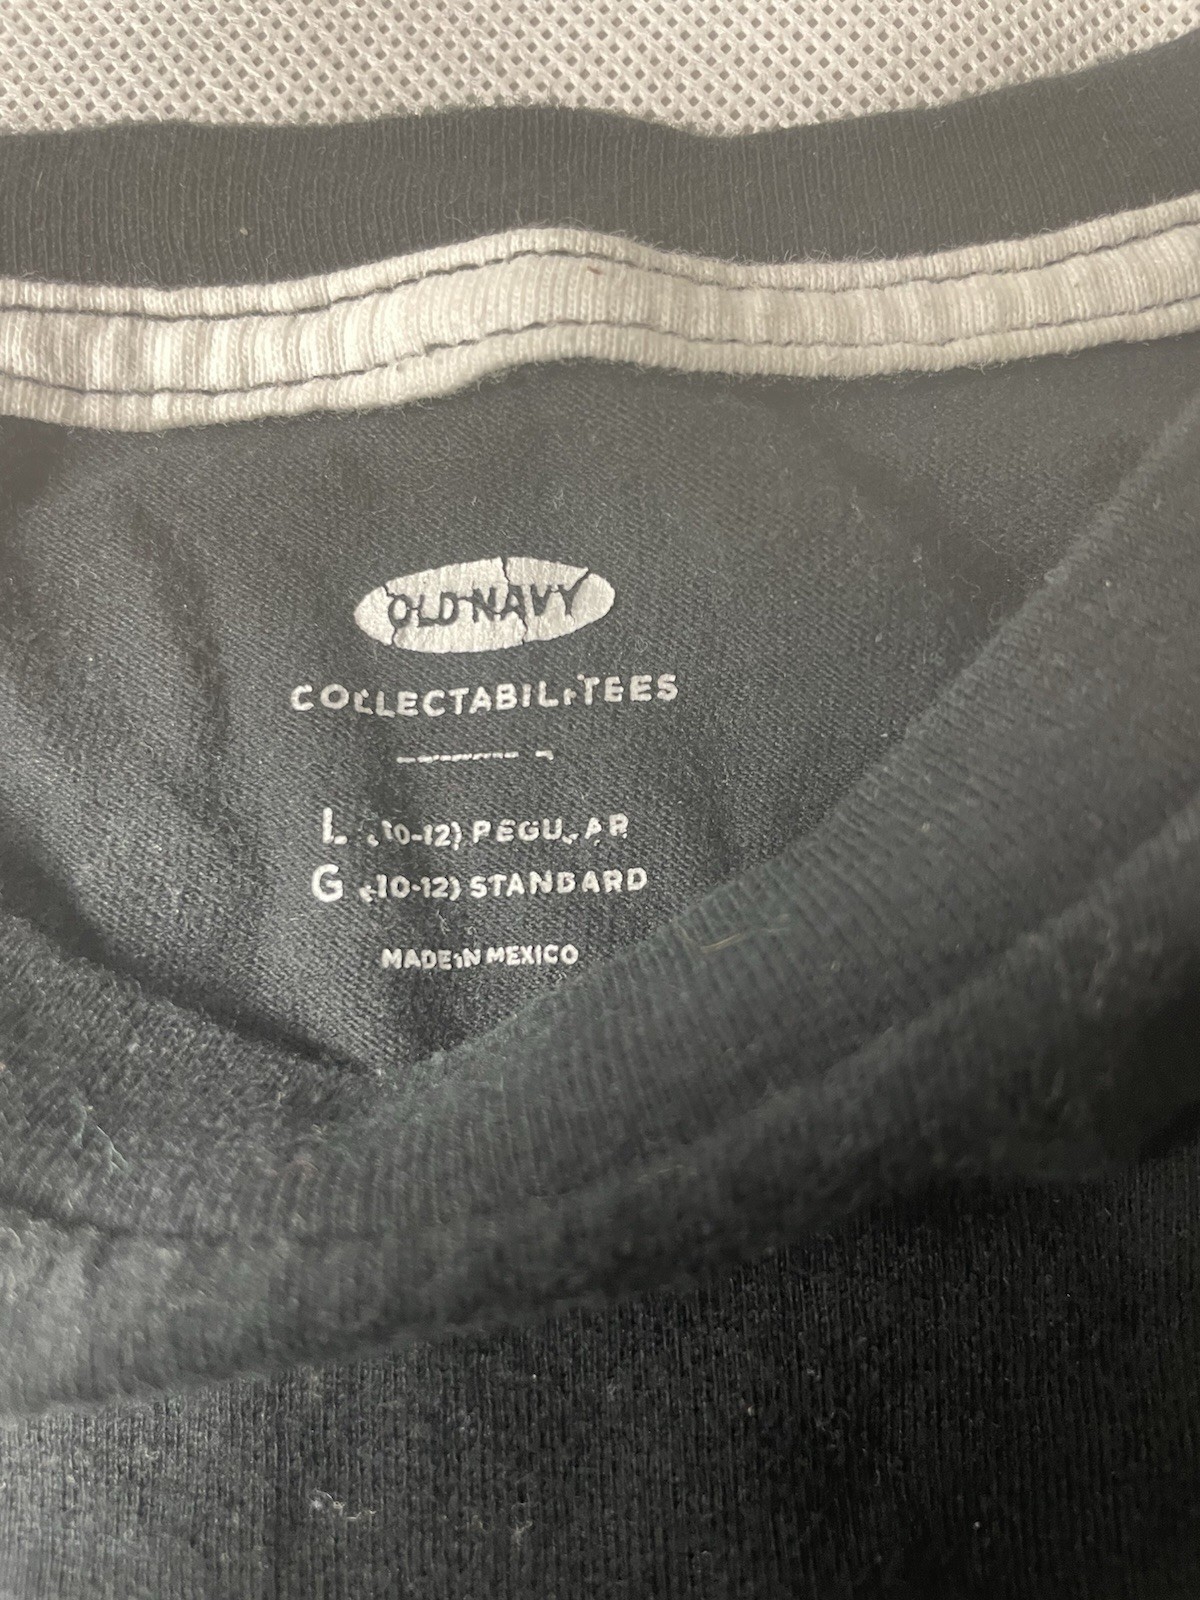 OLD NAVY
COLLECTABILITEES
L (10-12) REGULAR
G (10-12) STANDARD
MADE IN MEXICO